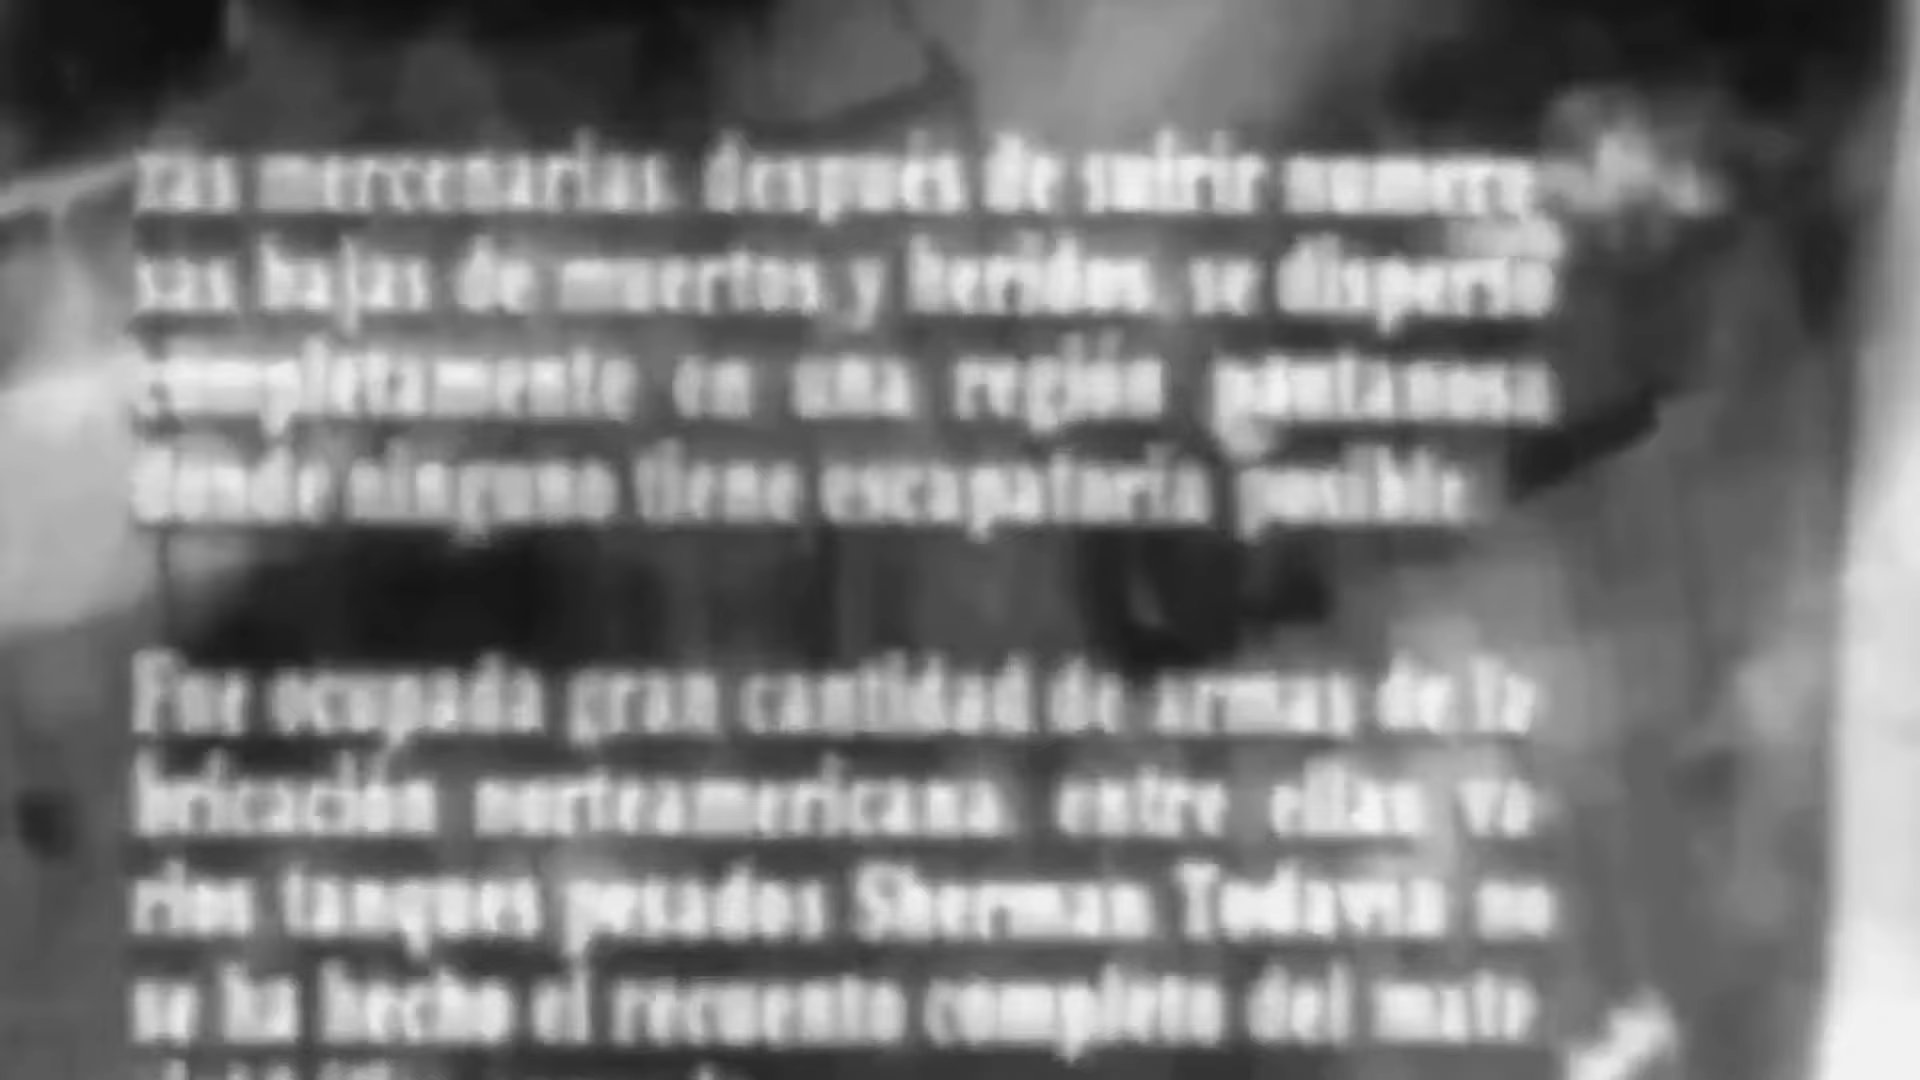 zas mercenarias, después de sufrir numero-
sas bajas de muertos y heridos, se dispersó
completamente en una región pantanosa
donde ninguno tiene escapatoria posible.
Fue ocupada gran cantidad de armas de fa-
bricación norteamericana, entre ellas va-
rios tanques pesados Sherman. Todavía no
se ha hecho el recuento completo del mate-